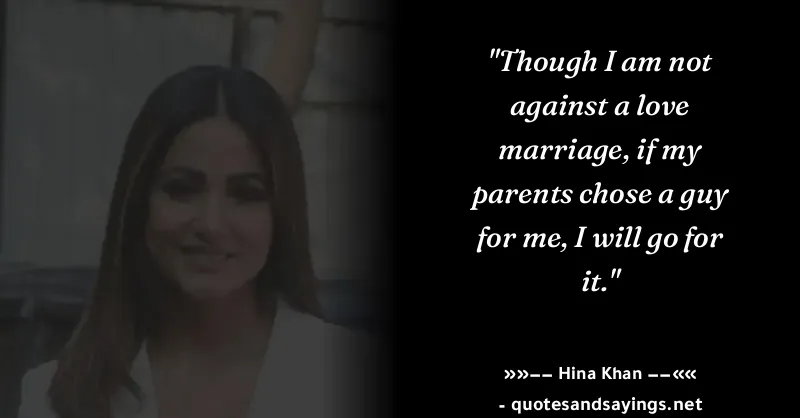 "Though I am not
against a love
marriage, if my
parents chose a guy
for me, I will go for
it."
»»−− Hina Khan −−««
- quotesandsayings.net